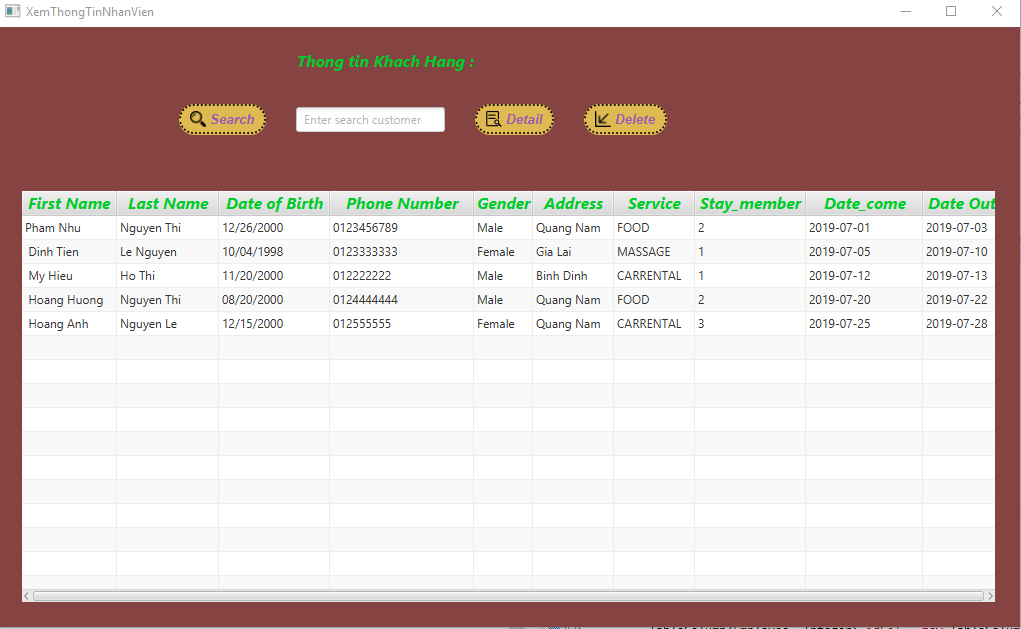 XemThongTinNhanVien
Thong tin Khach Hang :
Search Enter search customer Detail Delete
First Name Last Name Date of Birth Phone Number Gender Address Service Stay_member Date_come Date Out
Pham Nhu Nguyen Thi 12/26/2000 0123456789 Male Quang Nam FOOD 2 2019-07-01 2019-07-03
Dinh Tien Le Nguyen 10/04/1998 0123333333 Female Gia Lai MASSAGE 1 2019-07-05 2019-07-10
My Hieu Ho Thi 11/20/2000 012222222 Male Binh Dinh CARRENTAL 1 2019-07-12 2019-07-13
Hoang Huong Nguyen Thi 08/20/2000 0124444444 Male Quang Nam FOOD 2 2019-07-20 2019-07-22
Hoang Anh Nguyen Le 12/15/2000 012555555 Female Quang Nam CARRENTAL 3 2019-07-25 2019-07-28